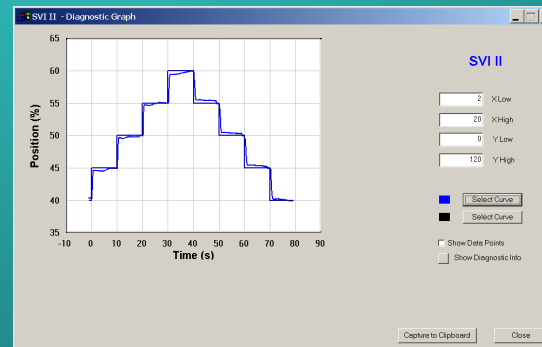 SVI II - Diagnostic Graph
65
60
55
50
45
40
35
Position (%)
-10 0 10 20 30 40 50 60 70 80 90
Time (s)
SVI II
2 X Low
20 X High
0 Y Low
120 Y High
Select Curve
Select Curve
Show Data Points
Show Diagnostic Info
Capture to Clipboard
Close